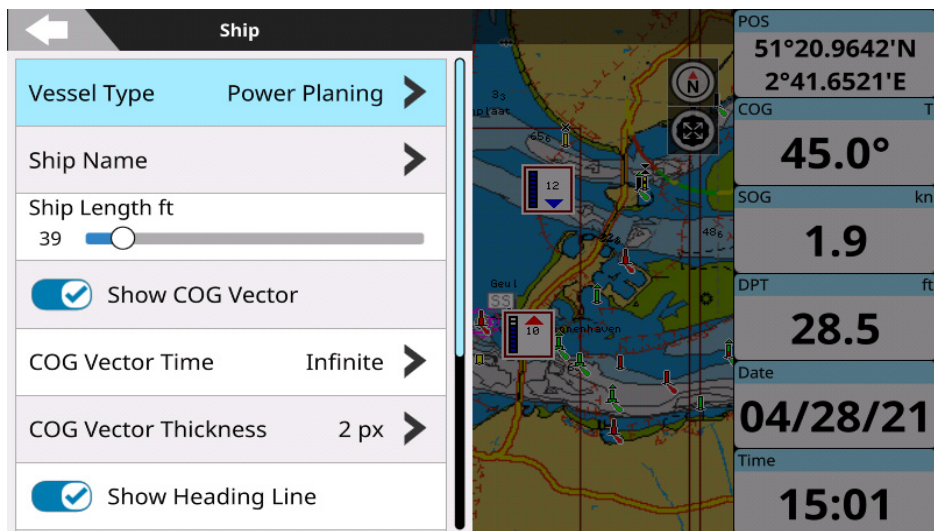 Ship
Vessel Type Power Planing
Ship Name
Ship Length ft
39
Show COG Vector
COG Vector Time Infinite
COG Vector Thickness 2 px
Show Heading Line
N
12
Geul
SS
10
POS
51°20.9642'N
2°41.6521'E
COG T
45.0°
SOG kn
1.9
DPT ft
28.5
Date
04/28/21
Time
15:01